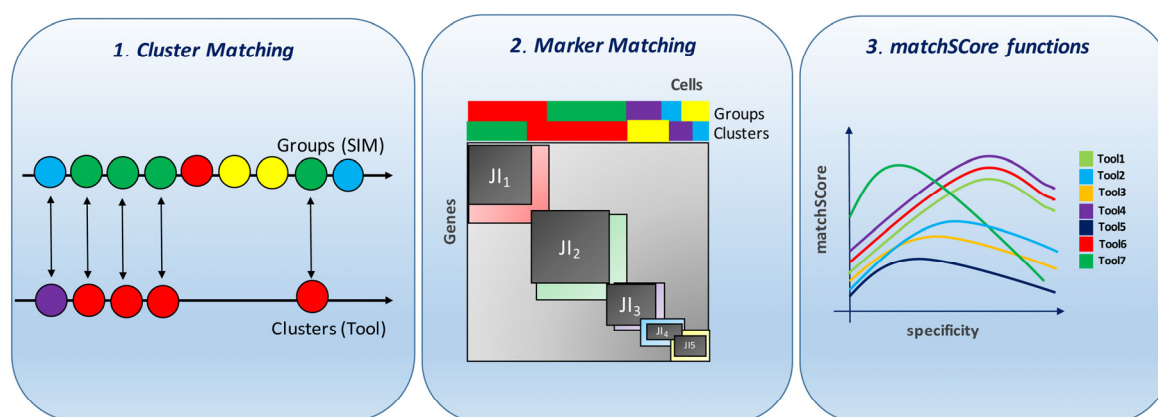 1. Cluster Matching
Groups (SIM)
Clusters (Tool)
2. Marker Matching
Cells
Groups
Clusters
Genes
JI1
JI2
JI3
JI4
JI5
3. matchSCore functions
matchSCore
specificity
Tool1
Tool2
Tool3
Tool4
Tool5
Tool6
Tool7